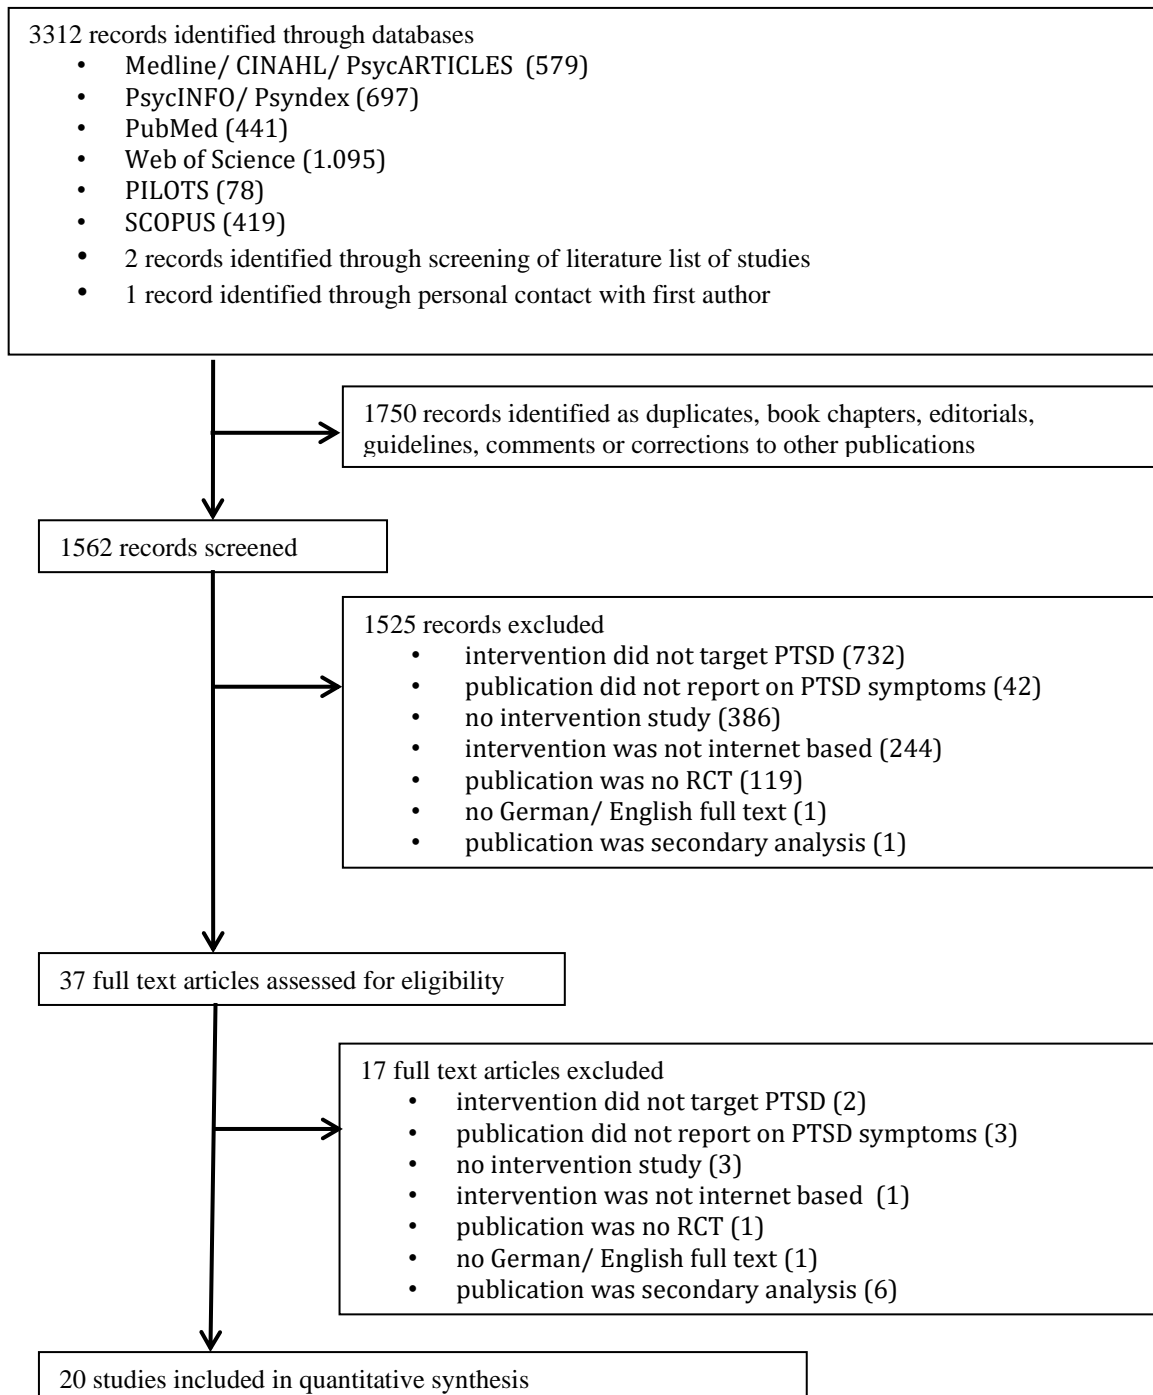 3312 records identified through databases
• Medline/ CINAHL/ PsycARTICLES (579)
• PsycINFO/ Psyndex (697)
• PubMed (441)
• Web of Science (1.095)
• PILOTS (78)
• SCOPUS (419)
• 2 records identified through screening of literature list of studies
• 1 record identified through personal contact with first author
1750 records identified as duplicates, book chapters, editorials,
guidelines, comments or corrections to other publications
1562 records screened
1525 records excluded
• intervention did not target PTSD (732)
• publication did not report on PTSD symptoms (42)
• no intervention study (386)
• intervention was not internet based (244)
• publication was no RCT (119)
• no German/ English full text (1)
• publication was secondary analysis (1)
37 full text articles assessed for eligibility
17 full text articles excluded
• intervention did not target PTSD (2)
• publication did not report on PTSD symptoms (3)
• no intervention study (3)
• intervention was not internet based (1)
• publication was no RCT (1)
• no German/ English full text (1)
• publication was secondary analysis (6)
20 studies included in quantitative synthesis